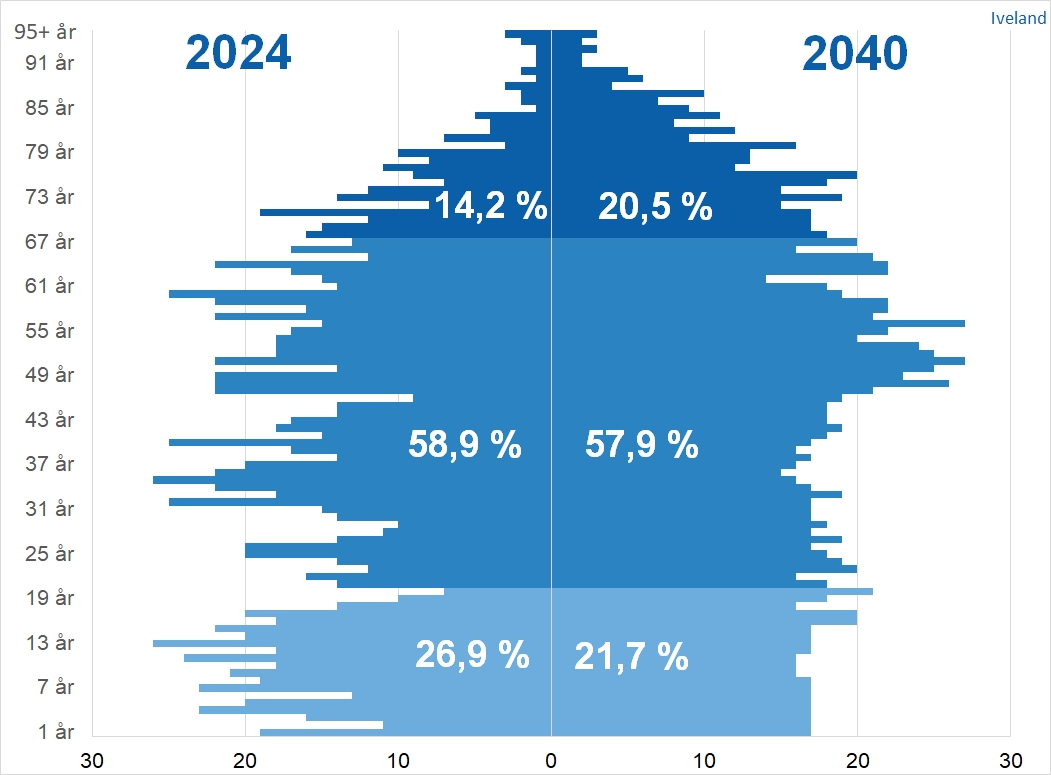 Iveland
2024 2040
95+ år
91 år
85 år
79 år
73 år
14,2 % 20,5 %
67 år
61 år
55 år
49 år
43 år
58,9 % 57,9 %
37 år
31 år
25 år
19 år
13 år
26,9 % 21,7 %
7 år
1 år
30 20 10 0 10 20 30